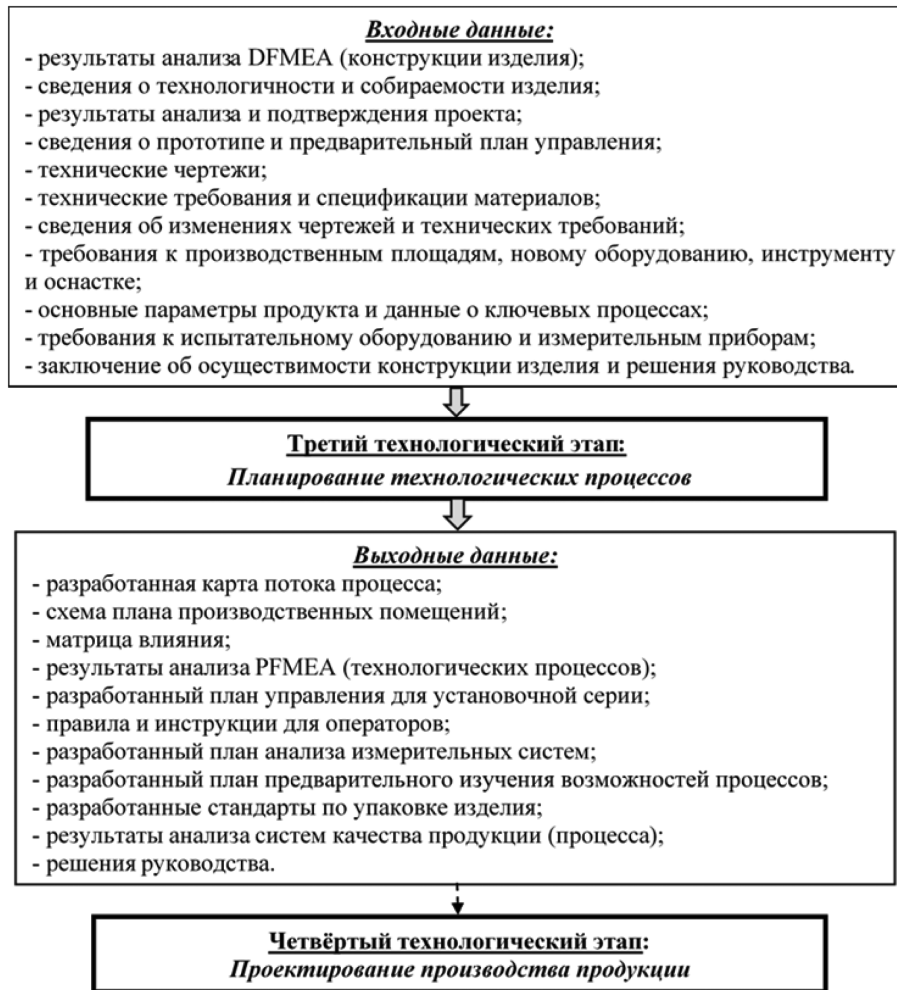 Входные данные:
- результаты анализа DFMEA (конструкции изделия);
- сведения о технологичности и собираемости изделия;
- результаты анализа и подтверждения проекта;
- сведения о прототипе и предварительный план управления;
- технические чертежи;
- технические требования и спецификации материалов;
- сведения об изменениях чертежей и технических требований;
- требования к производственным площадям, новому оборудованию, инструменту
и оснастке;
- основные параметры продукта и данные о ключевых процессах;
- требования к испытательному оборудованию и измерительным приборам;
- заключение об осуществимости конструкции изделия и решения руководства.
Третий технологический этап:
Планирование технологических процессов
Выходные данные:
- разработанная карта потока процесса;
- схема плана производственных помещений;
- матрица влияния;
- результаты анализа PFMEA (технологических процессов);
- разработанный план управления для установочной серии;
- правила и инструкции для операторов;
- разработанный план анализа измерительных систем;
- разработанный план предварительного изучения возможностей процессов;
- разработанные стандарты по упаковке изделия;
- результаты анализа систем качества продукции (процесса);
- решения руководства.
Четвёртый технологический этап:
Проектирование производства продукции